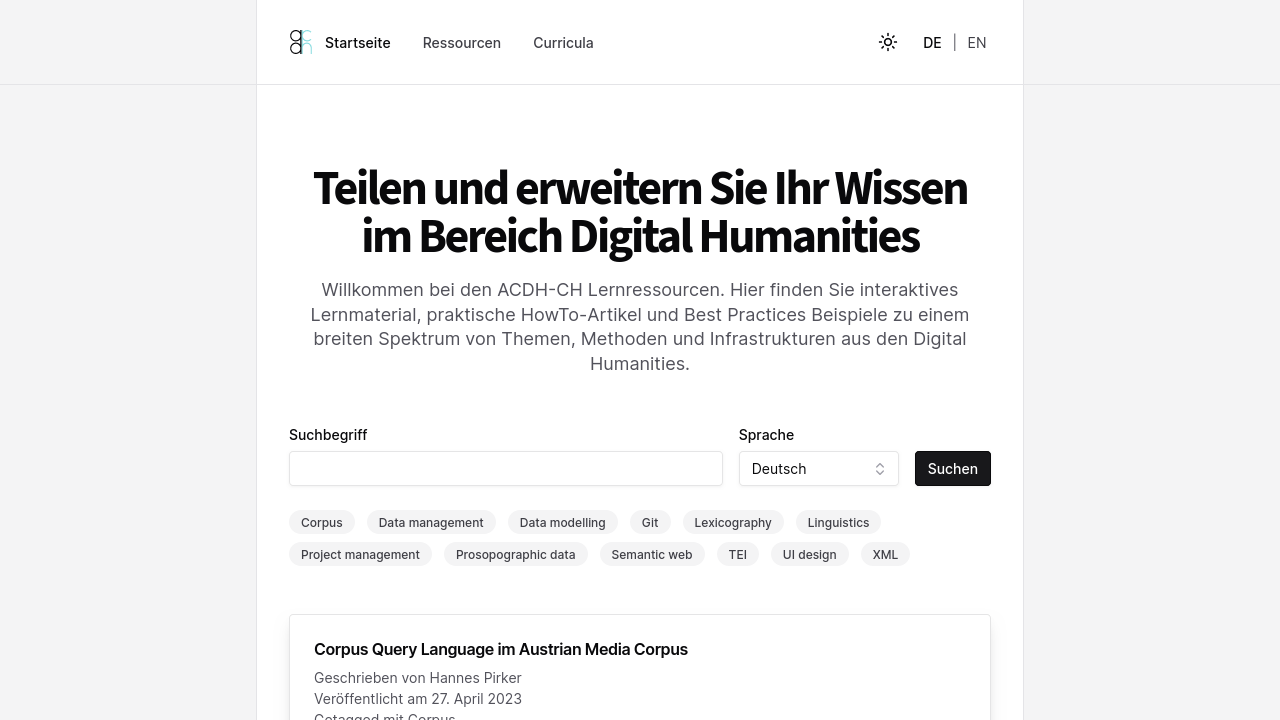 Startseite Ressourcen Curricula DE | EN
Teilen und erweitern Sie Ihr Wissen
im Bereich Digital Humanities
Willkommen bei den ACDH-CH Lernressourcen. Hier finden Sie interaktives
Lernmaterial, praktische HowTo-Artikel und Best Practices Beispiele zu einem
breiten Spektrum von Themen, Methoden und Infrastrukturen aus den Digital
Humanities.
Suchbegriff Sprache
Deutsch Suchen
Corpus Data management Data modelling Git Lexicography Linguistics
Project management Prosopographic data Semantic web TEI UI design XML
Corpus Query Language im Austrian Media Corpus
Geschrieben von Hannes Pirker
Veröffentlicht am 27. April 2023
Getagged mit Corpus